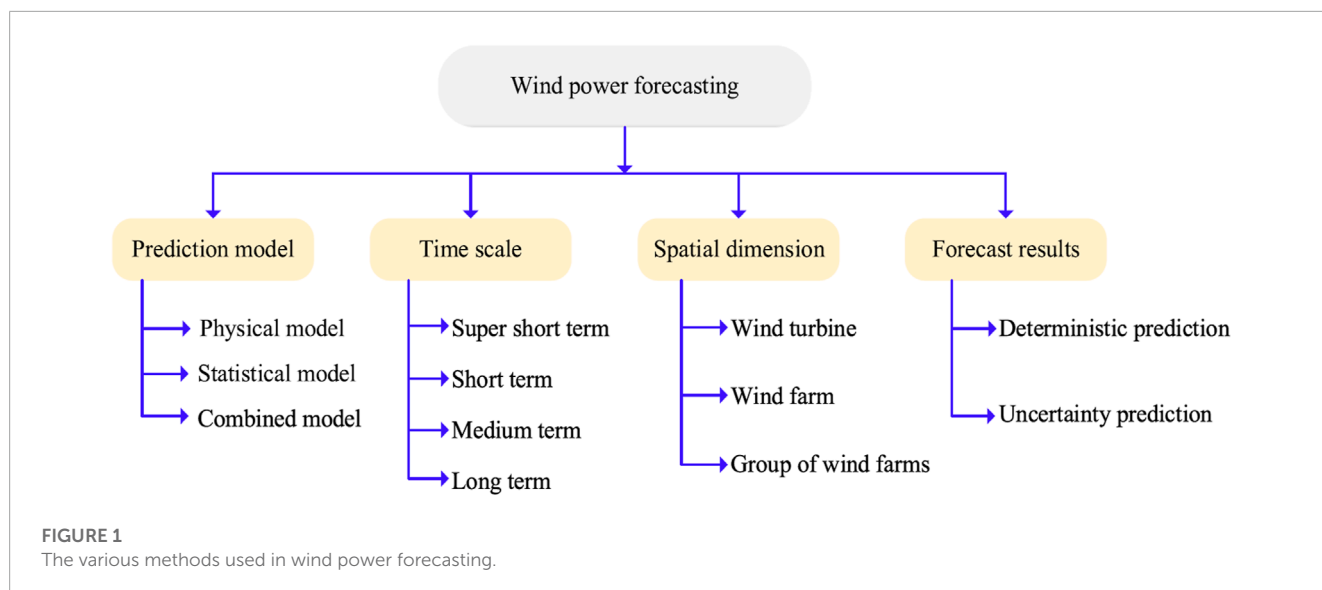 Wind power forecasting
Prediction model
Physical model
Statistical model
Combined model
Time scale
Super short term
Short term
Medium term
Long term
Spatial dimension
Wind turbine
Wind farm
Group of wind farms
Forecast results
Deterministic prediction
Uncertainty prediction
FIGURE 1
The various methods used in wind power forecasting.